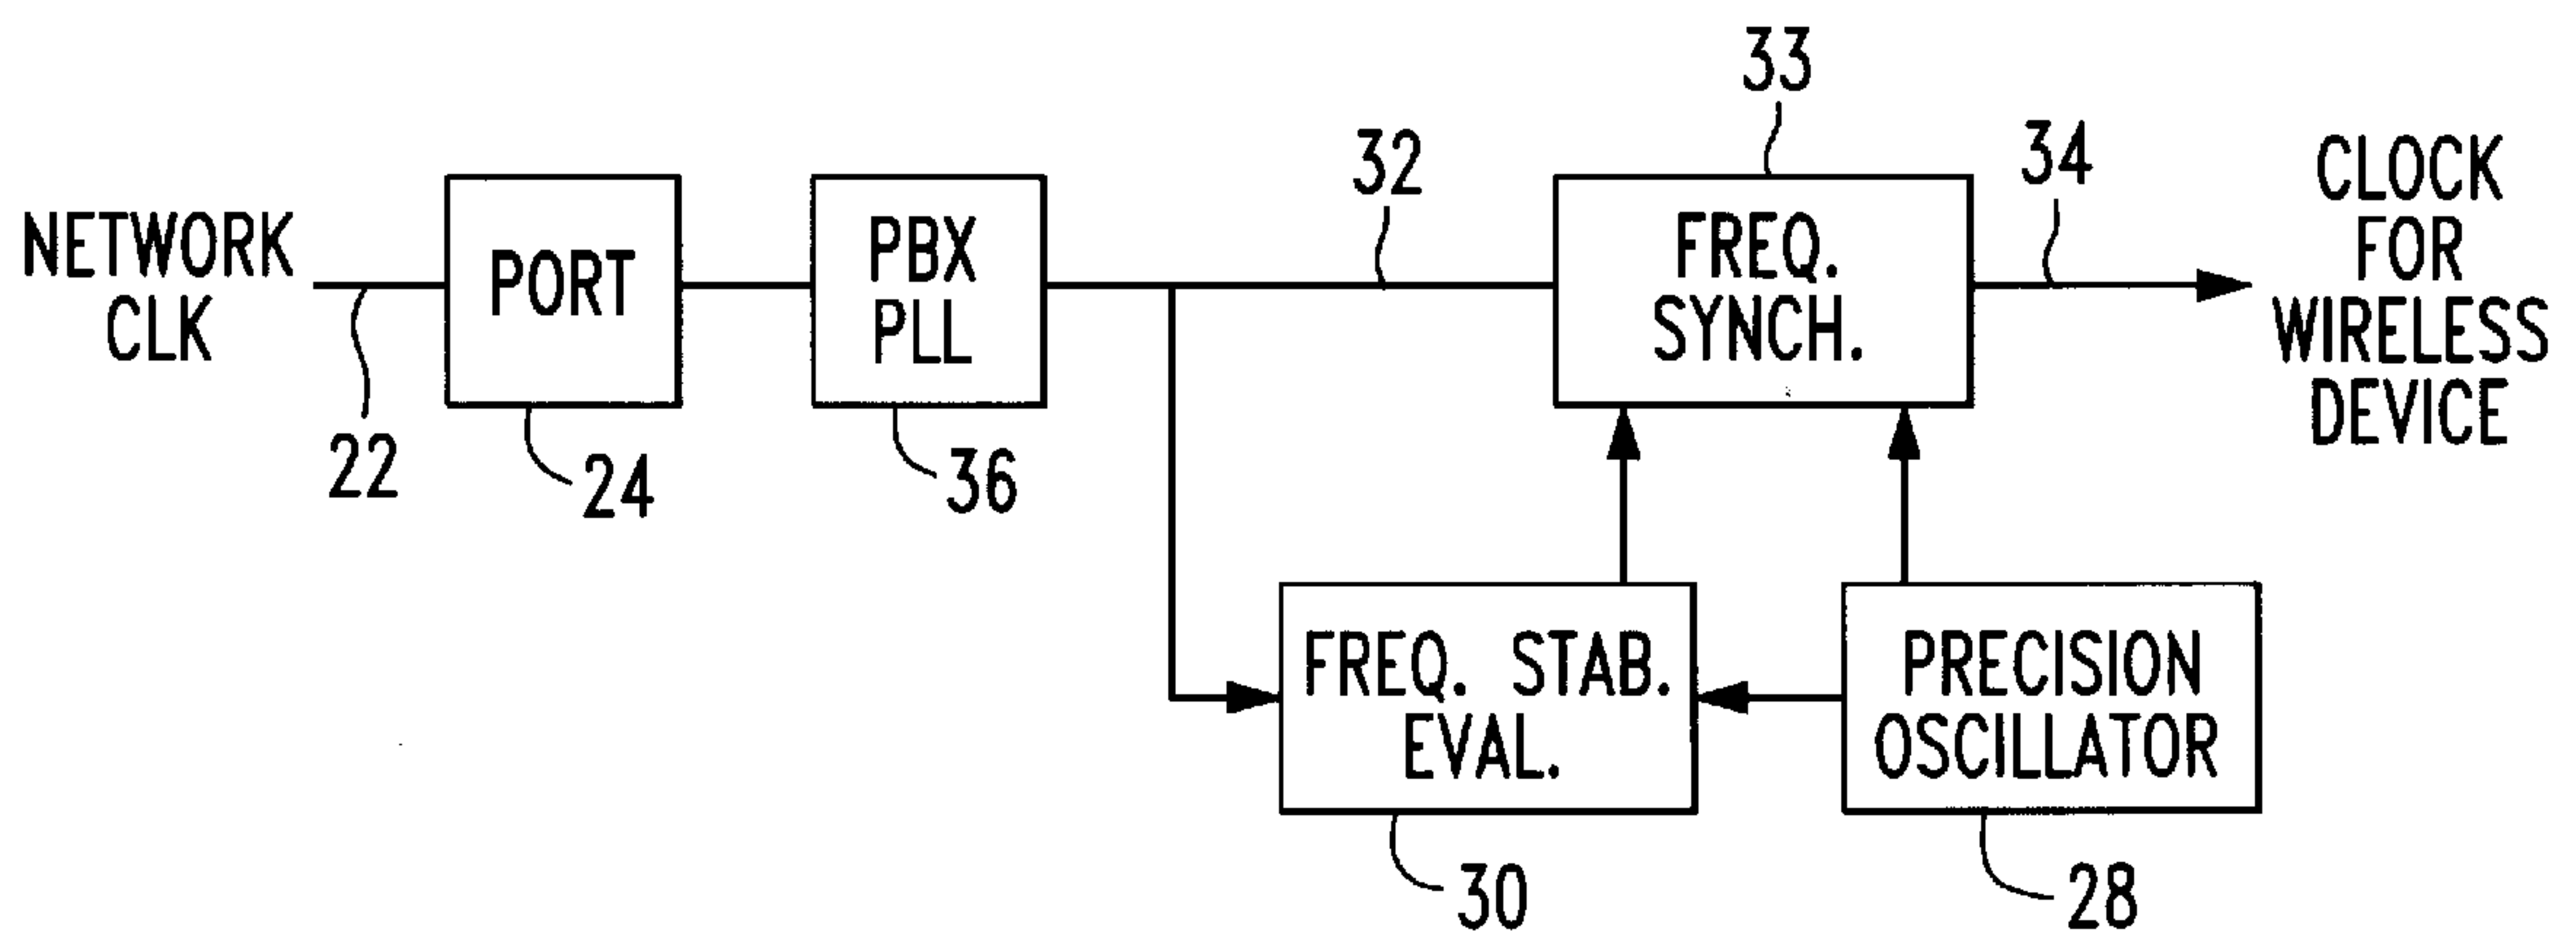 NETWORK
CLK
22
PORT
24
PBX
PLL
36
32
33
FREQ.
SYNCH.
34
CLOCK
FOR
WIRELESS
DEVICE
FREQ. STAB.
EVAL.
30
PRECISION
OSCILLATOR
28